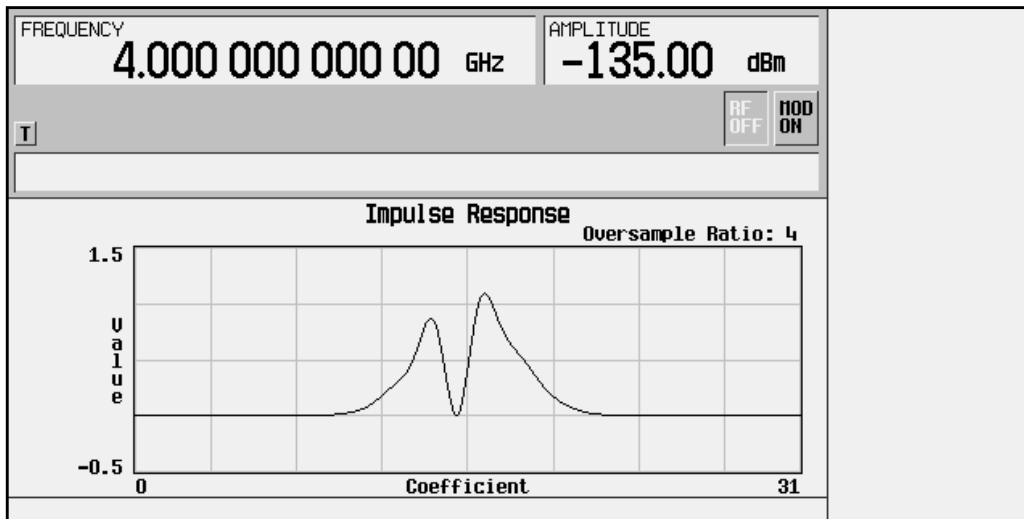 FREQUENCY
4.000 000 000 00 GHz
AMPLITUDE
-135.00 dBm
RF OFF
MOD ON
T
Impulse Response
Oversample Ratio: 4
1.5
Value
-0.5
0
Coefficient
31